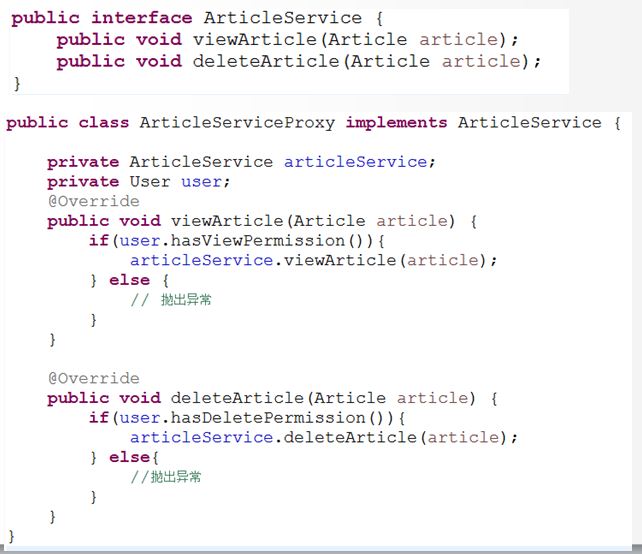 public interface ArticleService {
public void viewArticle(Article article);
public void deleteArticle(Article article);
}
public class ArticleServiceProxy implements ArticleService {
private ArticleService articleService;
private User user;
@Override
public void viewArticle(Article article) {
if(user.hasViewPermission()){
articleService.viewArticle(article);
} else {
// 抛出异常
}
}
@Override
public void deleteArticle(Article article) {
if(user.hasDeletePermission()){
articleService.deleteArticle(article);
} else{
//抛出异常
}
}
}